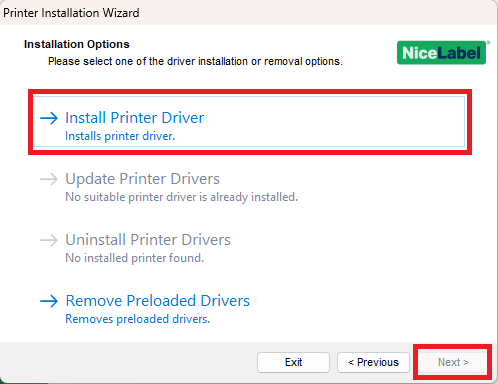 Printer Installation Wizard
Installation Options
Please select one of the driver installation or removal options.
NiceLabel
Install Printer Driver
Installs printer driver.
Update Printer Drivers
No suitable printer driver is already installed.
Uninstall Printer Drivers
No installed printer found.
Remove Preloaded Drivers
Removes preloaded drivers.
Exit
< Previous
Next >